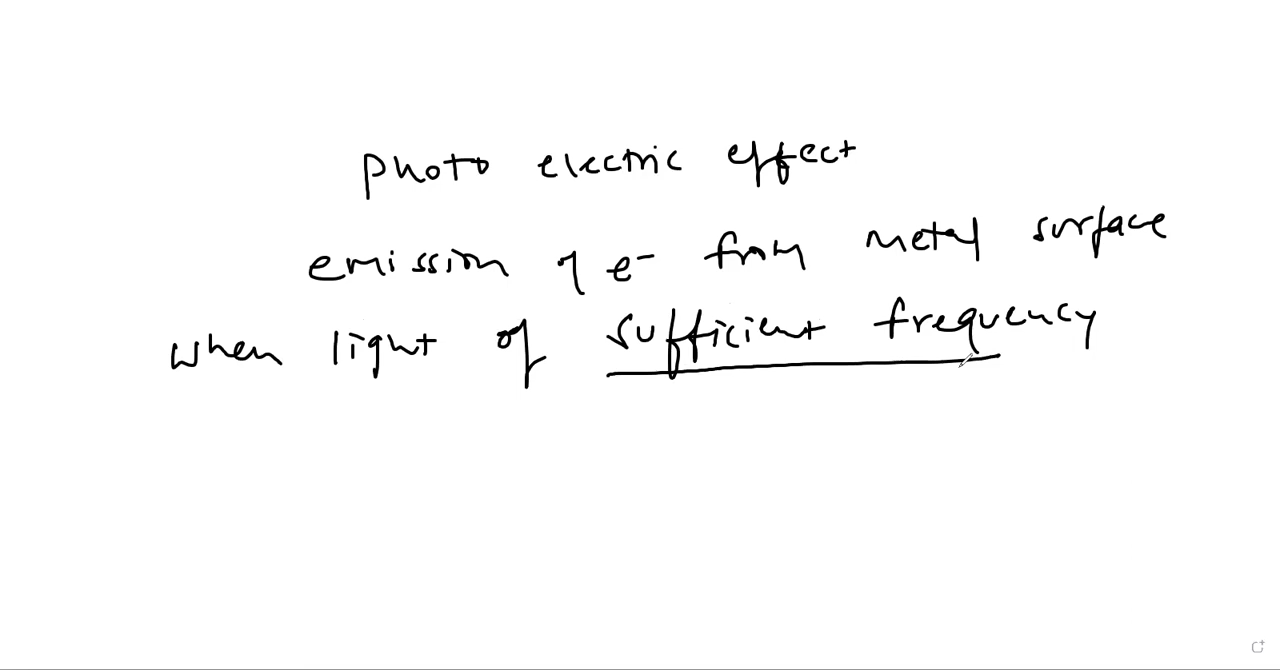 photo electric effect
emission of e- from metal surface
when light of sufficient frequency